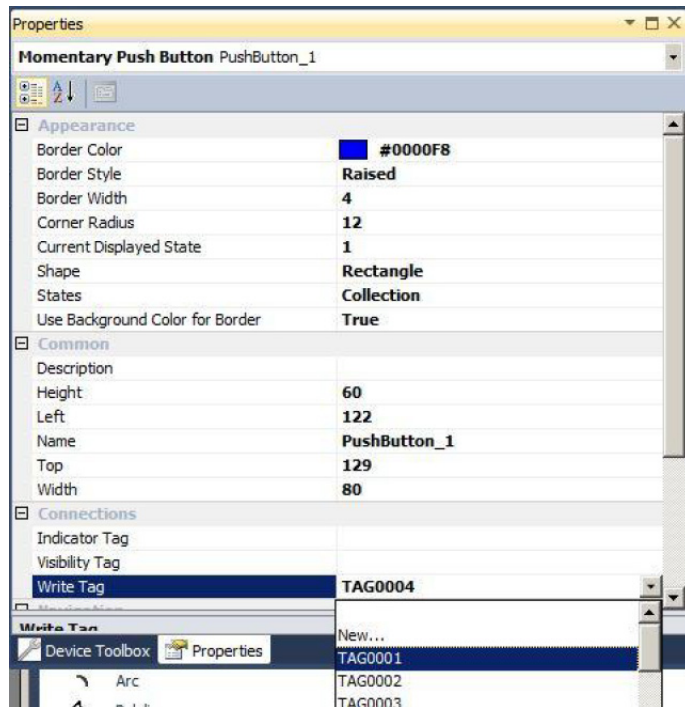 Properties
Momentary Push Button PushButton_1
Appearance
Border Color #0000F8
Border Style Raised
Border Width 4
Corner Radius 12
Current Displayed State 1
Shape Rectangle
States Collection
Use Background Color for Border True
Common
Description
Height 60
Left 122
Name PushButton_1
Top 129
Width 80
Connections
Indicator Tag
Visibility Tag
Write Tag TAG0004
Write Tag
New...
Device Toolbox Properties
TAG0001
Arc TAG0002
TAG0003